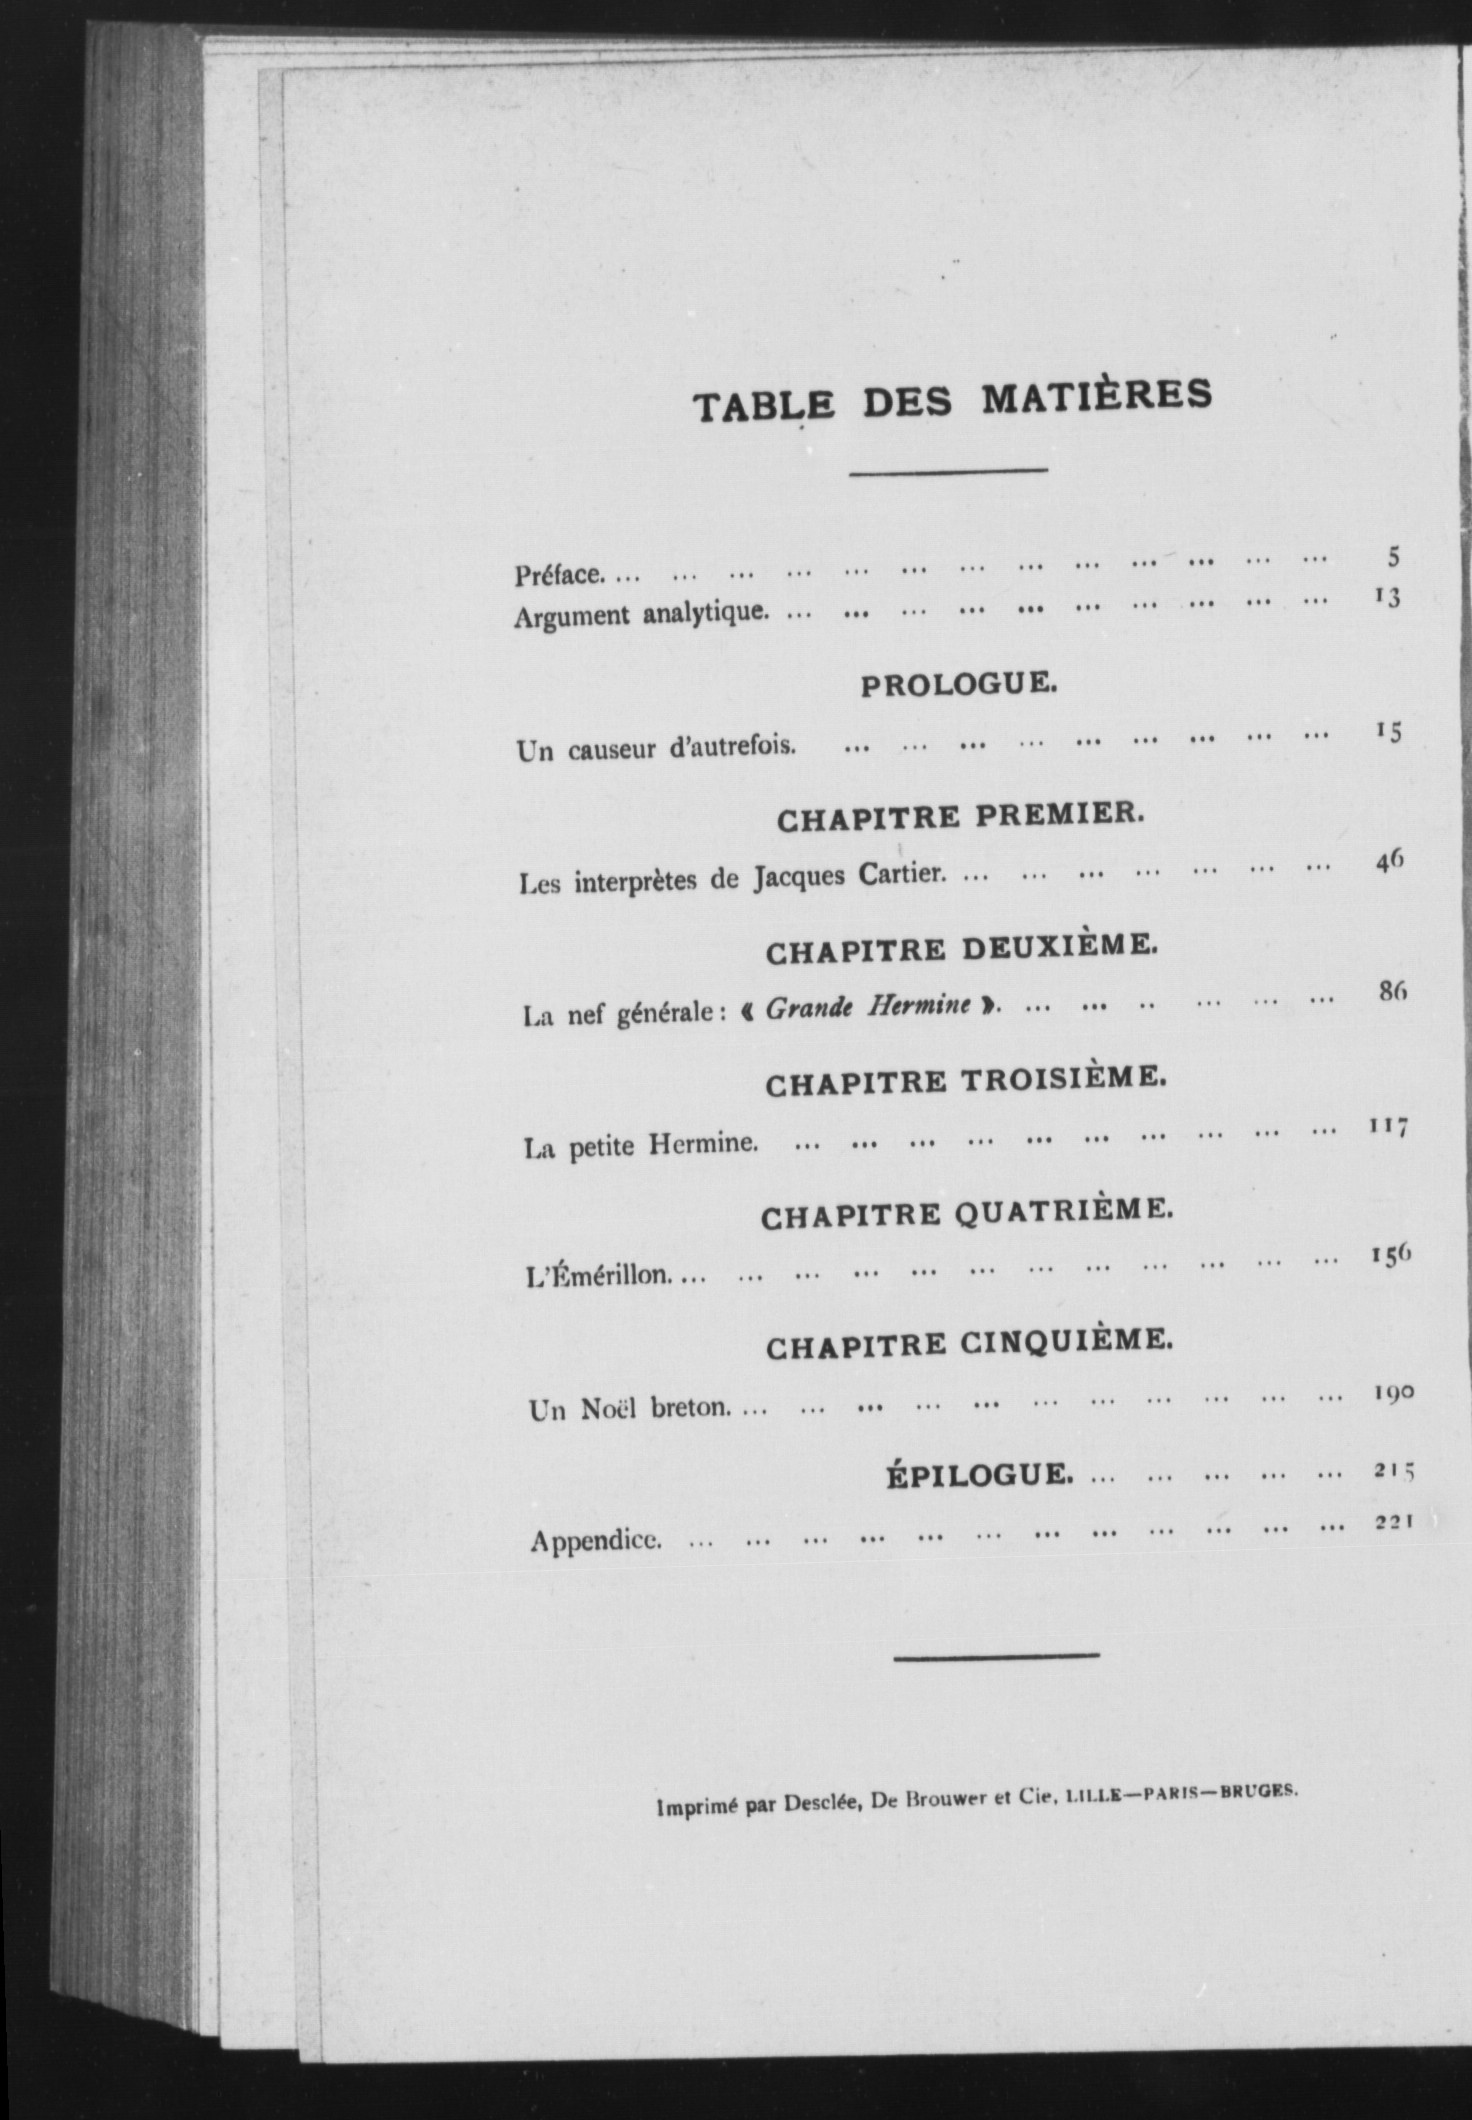 TABLE DES MATIÈRES
Préface. ... ... ... ... ... ... ... ... ... ... ... ... ... 5
Argument analytique. ... ... ... ... ... ... ... ... ... ... 13
PROLOGUE.
Un causeur d'autrefois. ... ... ... ... ... ... ... ... ... 15
CHAPITRE PREMIER.
Les interprètes de Jacques Cartier. ... ... ... ... ... ... ... 46
CHAPITRE DEUXIÈME.
La nef générale : « Grande Hermine ». ... ... .. ... ... ... 86
CHAPITRE TROISIÈME.
La petite Hermine. ... ... ... ... ... ... ... ... ... ... 117
CHAPITRE QUATRIÈME.
L'Émérillon. ... ... ... ... ... ... ... ... ... ... ... ... 156
CHAPITRE CINQUIÈME.
Un Noël breton. ... ... ... ... ... ... ... ... ... ... ... 190
ÉPILOGUE. ... ... ... ... ... 215
Appendice. ... ... ... ... ... ... ... ... ... ... ... ... 221
Imprimé par Desclée, De Brouwer et Cie, LILLE—PARIS—BRUGES.